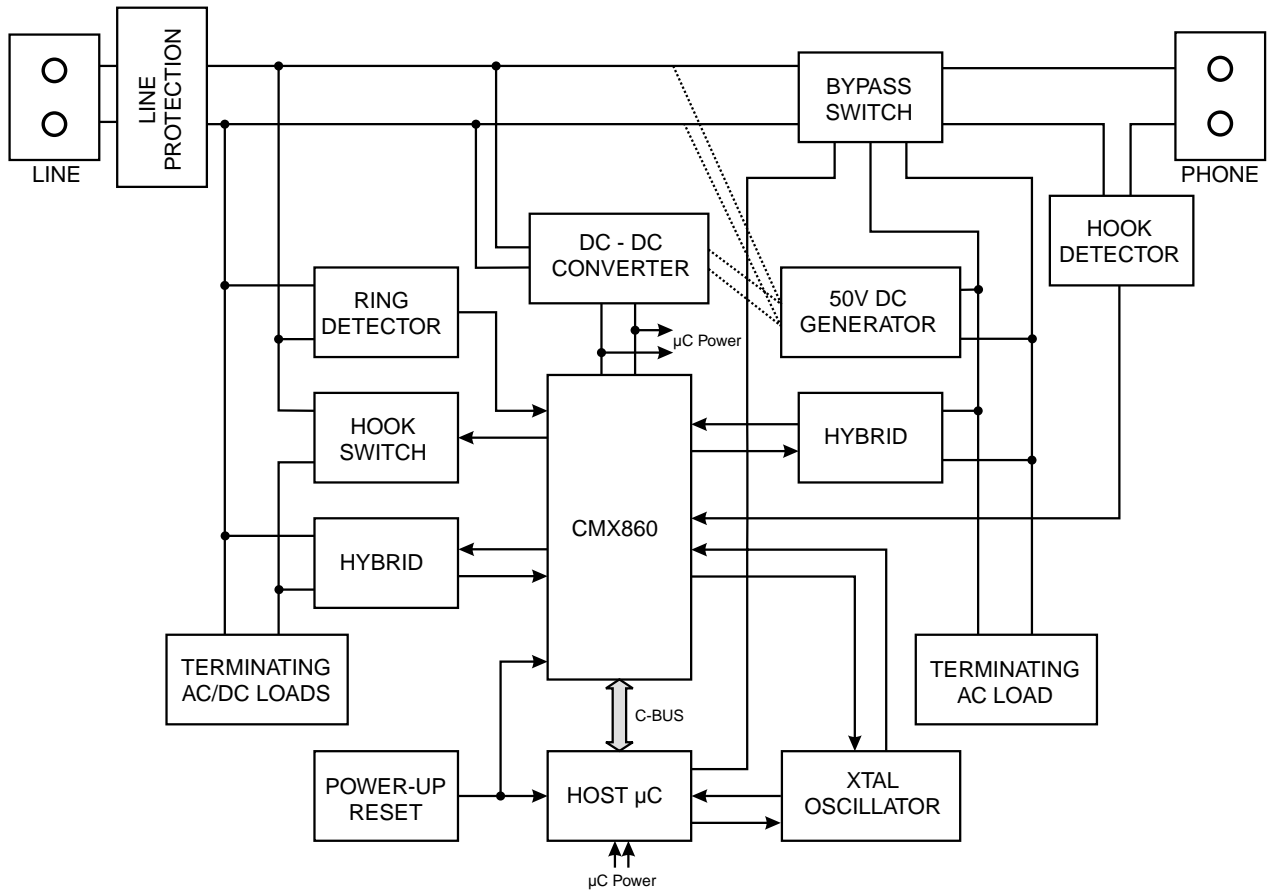 LINE
PROTECTION
LINE
BYPASS
SWITCH
PHONE
HOOK
DETECTOR
DC - DC
CONVERTER
50V DC
GENERATOR
RING
DETECTOR
µC Power
HOOK
SWITCH
HYBRID
CMX860
HYBRID
TERMINATING
AC/DC LOADS
TERMINATING
AC LOAD
C-BUS
POWER-UP
RESET
HOST µC
XTAL
OSCILLATOR
µC Power